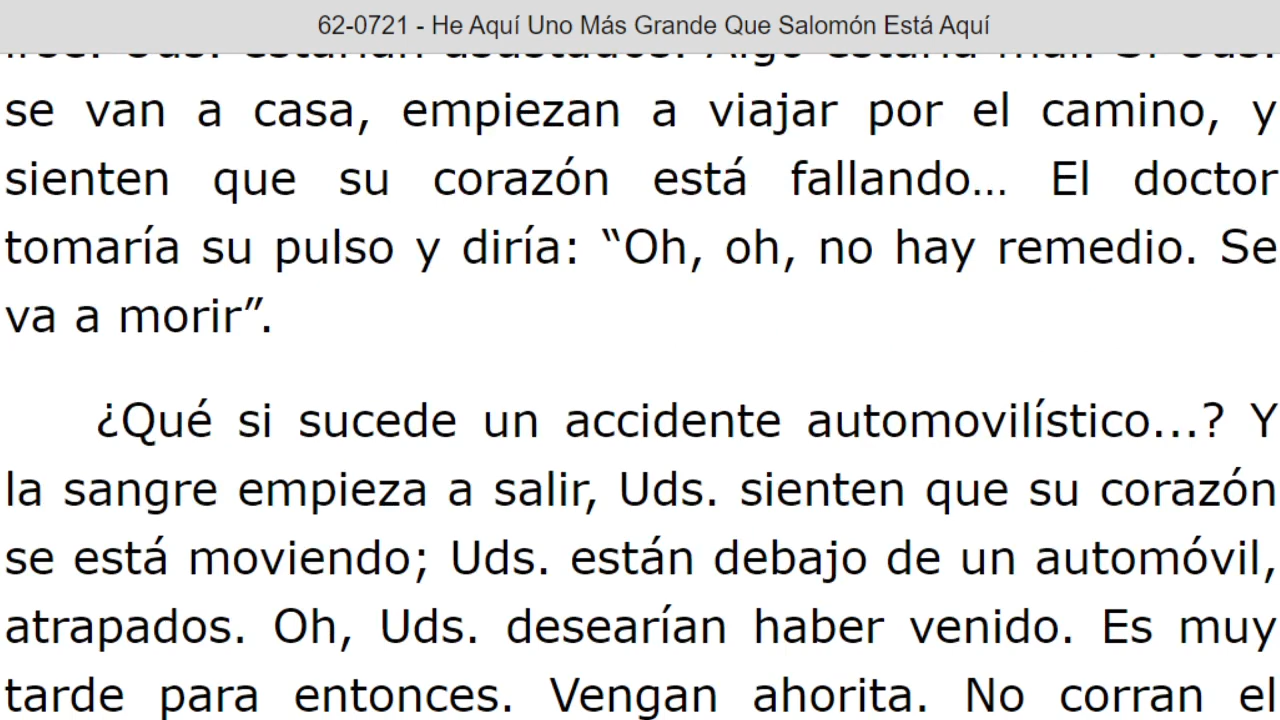 62-0721 - He Aquí Uno Más Grande Que Salomón Está Aquí
se van a casa, empiezan a viajar por el camino, y
sienten que su corazón está fallando… El doctor
tomaría su pulso y diría: “Oh, oh, no hay remedio. Se
va a morir”.
¿Qué si sucede un accidente automovilístico…? Y
la sangre empieza a salir, Uds. sienten que su corazón
se está moviendo; Uds. están debajo de un automóvil,
atrapados. Oh, Uds. desearían haber venido. Es muy
tarde para entonces. Vengan ahorita. No corran el